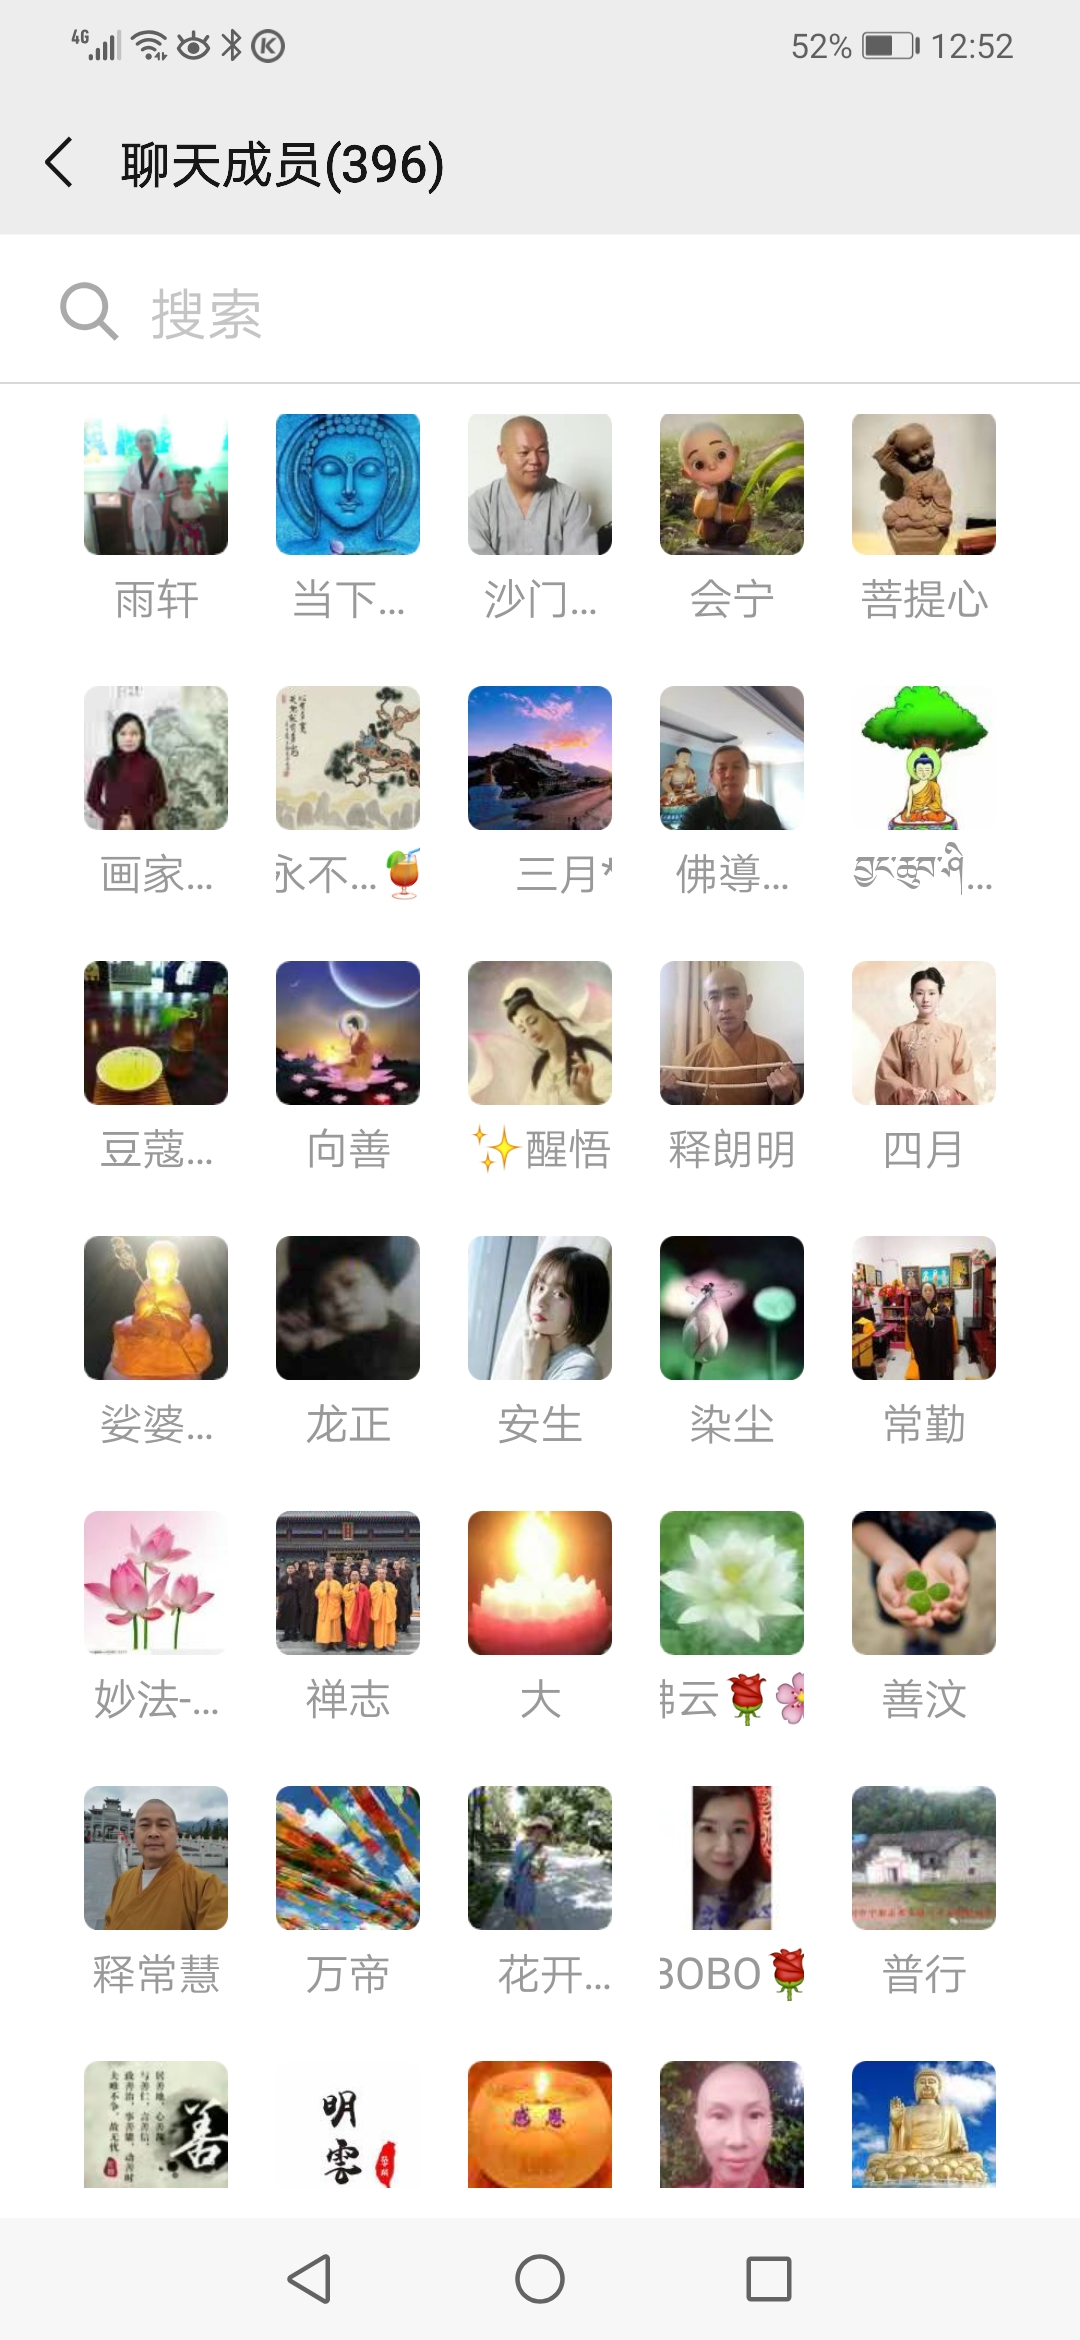 4G 52% 12:52
聊天成员(396)
搜索
雨轩 当下... 沙门... 会宁 菩提心
画家... 永不...🍹 三月* 佛導... བྱང་ཆུབ་ཤི...
豆蔻... 向善 ✨醒悟 释朗明 四月
娑婆... 龙正 安生 染尘 常勤
妙法-... 禅志 大 云🌹🌸 善汶
释常慧 万帝 花开... BOBO🌹 普行
善 明雲 感恩